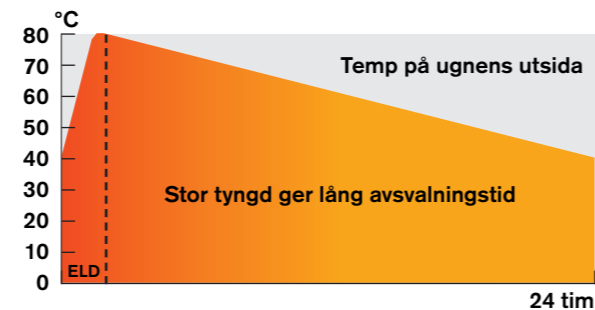 °C
80
70
60
50
40
30
20
10
0
Temp på ugnens utsida
Stor tyngd ger lång avsvalningstid
ELD
24 tim